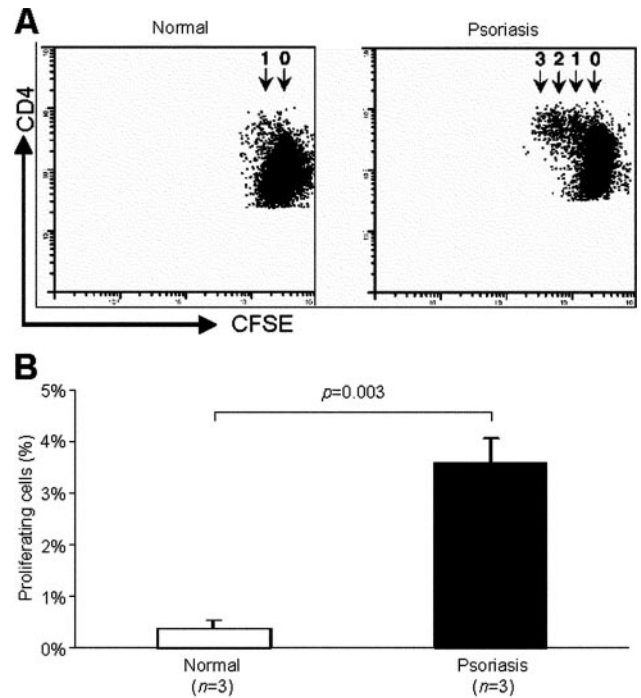 A
Normal
Psoriasis
1 0
3 2 1 0
CD4
CFSE
B
5%
4%
3%
2%
1%
0%
Proliferating cells (%)
p=0.003
Normal
(n=3)
Psoriasis
(n=3)